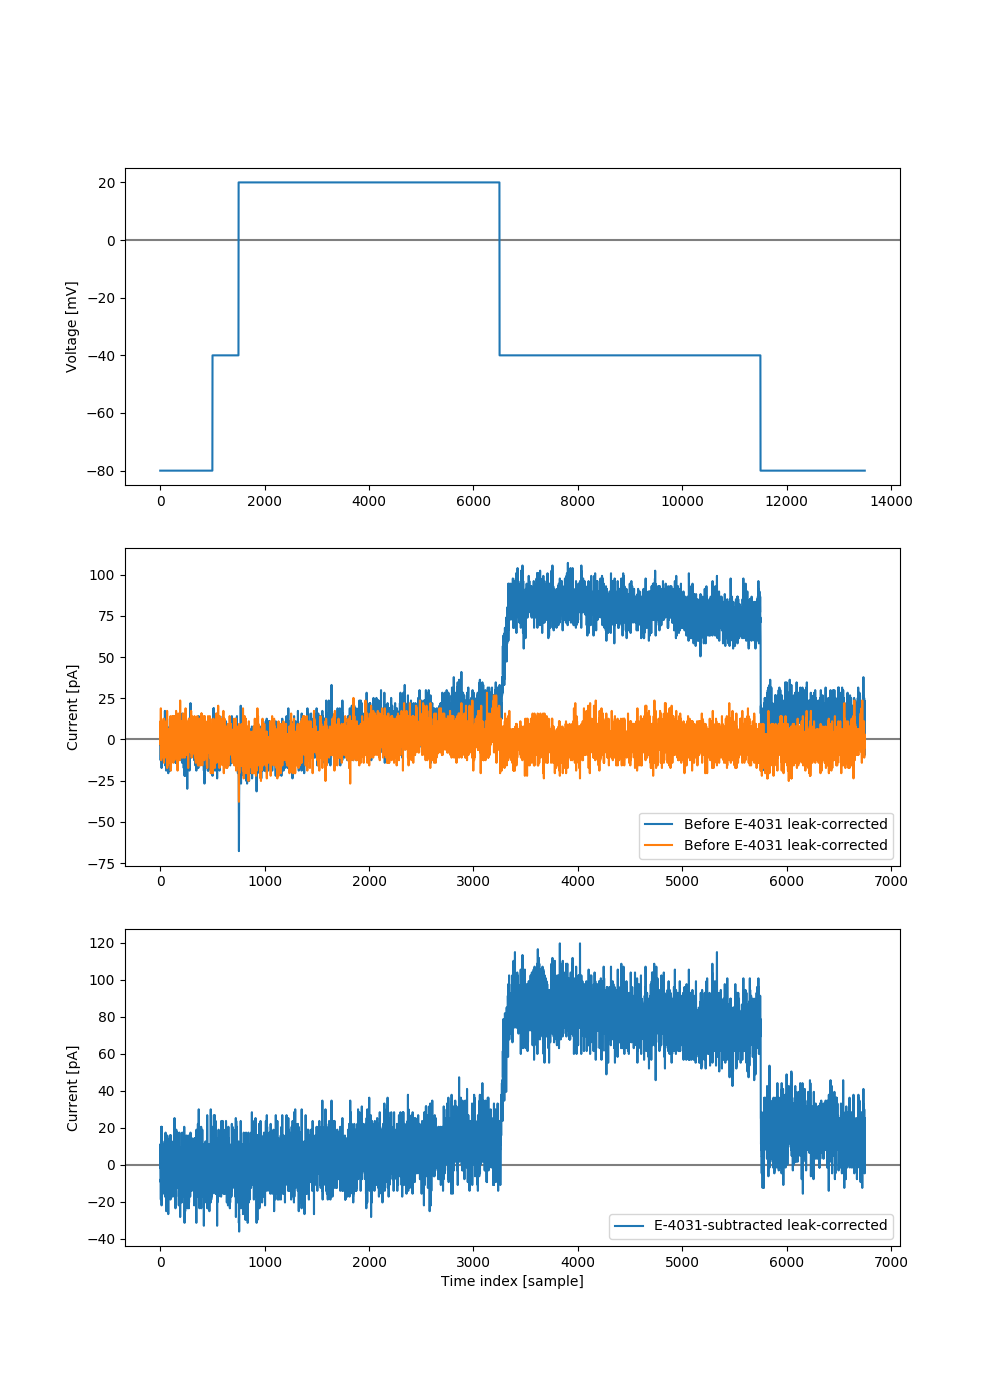 20
0
−20
−40
−60
−80
Voltage [mV]
0 2000 4000 6000 8000 10000 12000 14000
100
75
50
25
0
−25
−50
−75
Current [pA]
Before E-4031 leak-corrected
Before E-4031 leak-corrected
0 1000 2000 3000 4000 5000 6000 7000
120
100
80
60
40
20
0
−20
−40
Current [pA]
E-4031-subtracted leak-corrected
0 1000 2000 3000 4000 5000 6000 7000
Time index [sample]